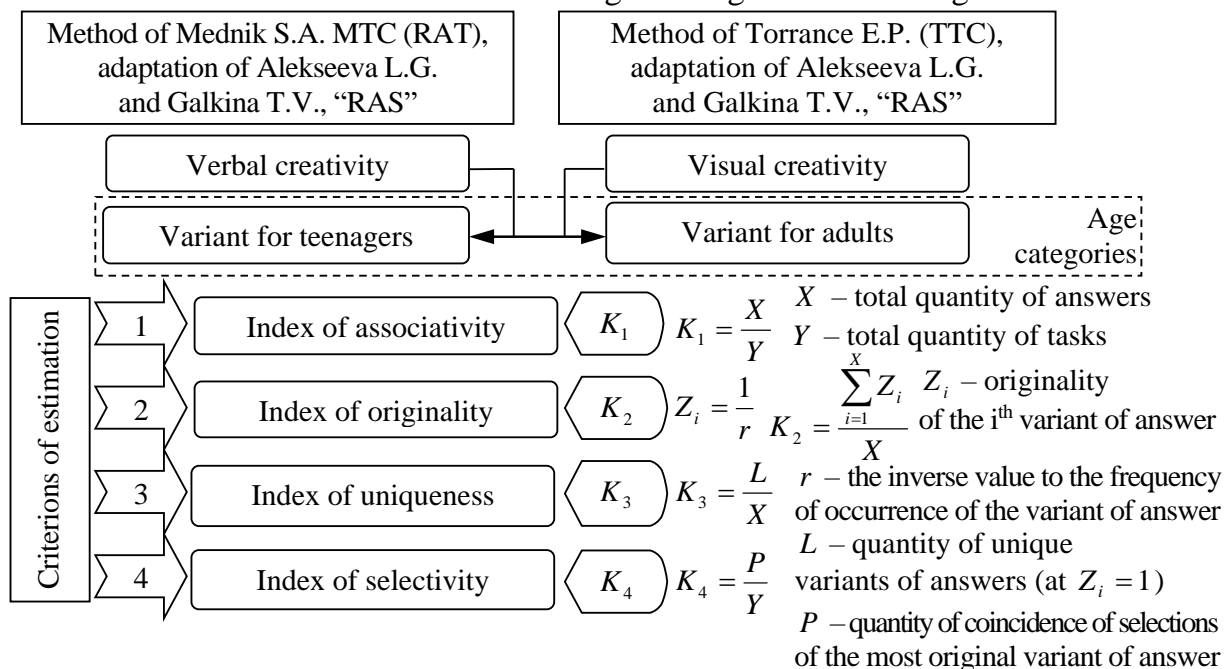 Method of Mednik S.A. MTC (RAT),
adaptation of Alekseeva L.G.
and Galkina T.V., “RAS”
Method of Torrance E.P. (TTC),
adaptation of Alekseeva L.G.
and Galkina T.V., “RAS”
Verbal creativity
Visual creativity
Variant for teenagers
Variant for adults
Age
categories
Criterions of estimation
1
Index of associativity
K₁
K₁ = X/Y
X – total quantity of answers
Y – total quantity of tasks
2
Index of originality
K₂
Zᵢ = 1/r
K₂ = ∑_{i=1}^{X} Zᵢ / X
Zᵢ – originality
of the iᵗʰ variant of answer
3
Index of uniqueness
K₃
K₃ = L/X
r – the inverse value to the frequency
of occurrence of the variant of answer
L – quantity of unique
variants of answers (at Zᵢ = 1)
4
Index of selectivity
K₄
K₄ = P/Y
P – quantity of coincidence of selections
of the most original variant of answer